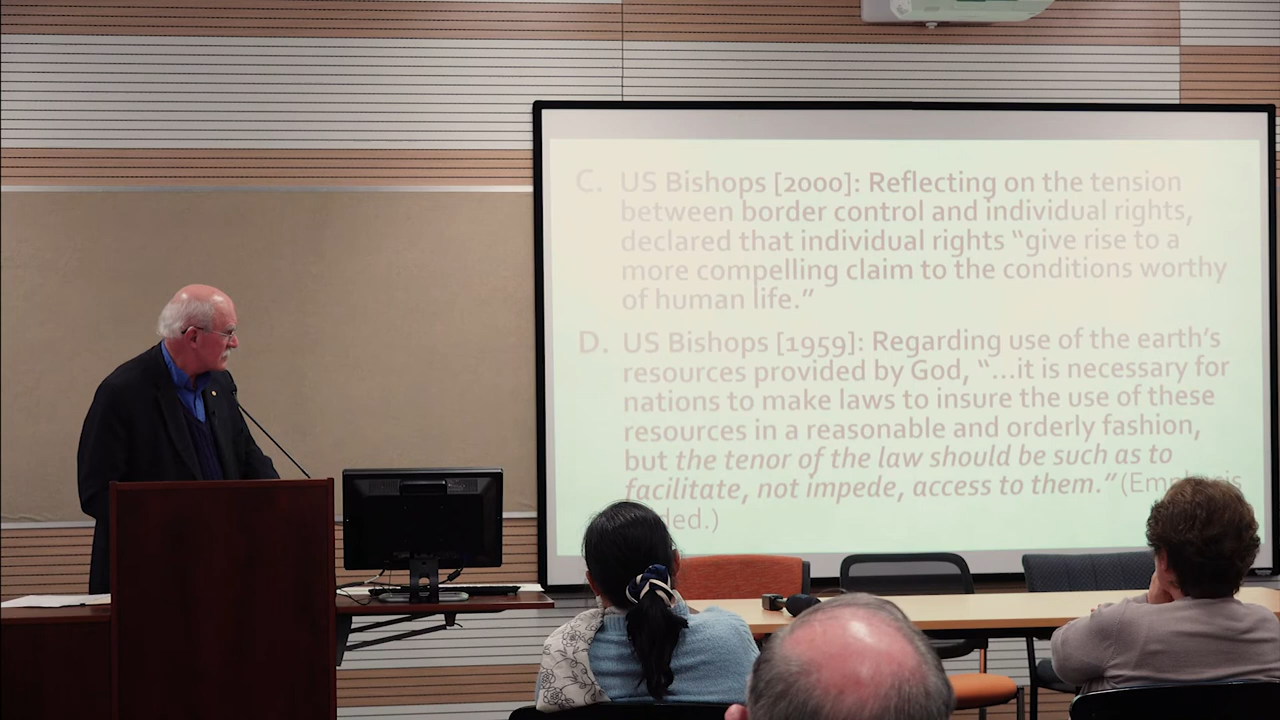 C. US Bishops [2000]: Reflecting on the tension
between border control and individual rights,
declared that individual rights “give rise to a
more compelling claim to the conditions worthy
of human life.”
D. US Bishops [1959]: Regarding use of the earth’s
resources provided by God, “...it is necessary for
nations to make laws to insure the use of these
resources in a reasonable and orderly fashion,
but the tenor of the law should be such as to
facilitate, not impede, access to them.”